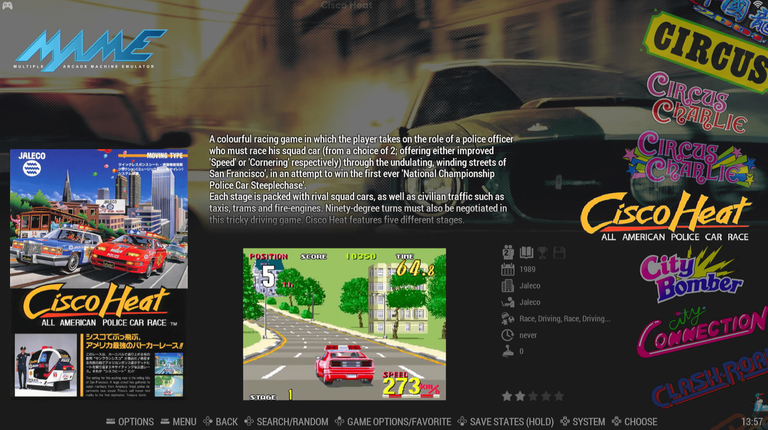 Cisco Heat
MAME
MULTIPLE ARCADE MACHINE EMULATOR
A colourful racing game in which the player takes on the role of a police officer
who must race his squad car (from a choice of 2, offering either improved
'Speed' or 'Cornering' respectively) through the undulating, winding streets of
San Francisco', in an attempt to win the first ever 'National Championship
Police Car Steeplechase'.
Each stage is packed with rival squad cars, as well as civilian traffic such as
taxis, trams and fire-engines. Ninety-degree turns must also be negotiated in
this tricky driving game. Cisco Heat features five different stages.
JALECO
MOVING TYPE
Cisco Heat
ALL AMERICAN POLICE CAR RACE TM
シスコでぶっ飛ぶ、
アメリカ最強のパトカーレース!!
POSITION
5th
SCORE 10350
TIME
64.8
SPEED
273 km/h
STAGE 1
1989
Jaleco
Jaleco
Race, Driving, Race, Driving...
never
0
CIRCUS
CIRCUS
CHARLIE
CIRCUS
CHARLIE
Cisco Heat
ALL AMERICAN POLICE CAR RACE
City
Bomber
City
CONNECTION
CLASH-ROAD
OPTIONS MENU BACK SEARCH/RANDOM GAME OPTIONS/FAVORITE SAVE STATES (HOLD) SYSTEM CHOOSE
13:57